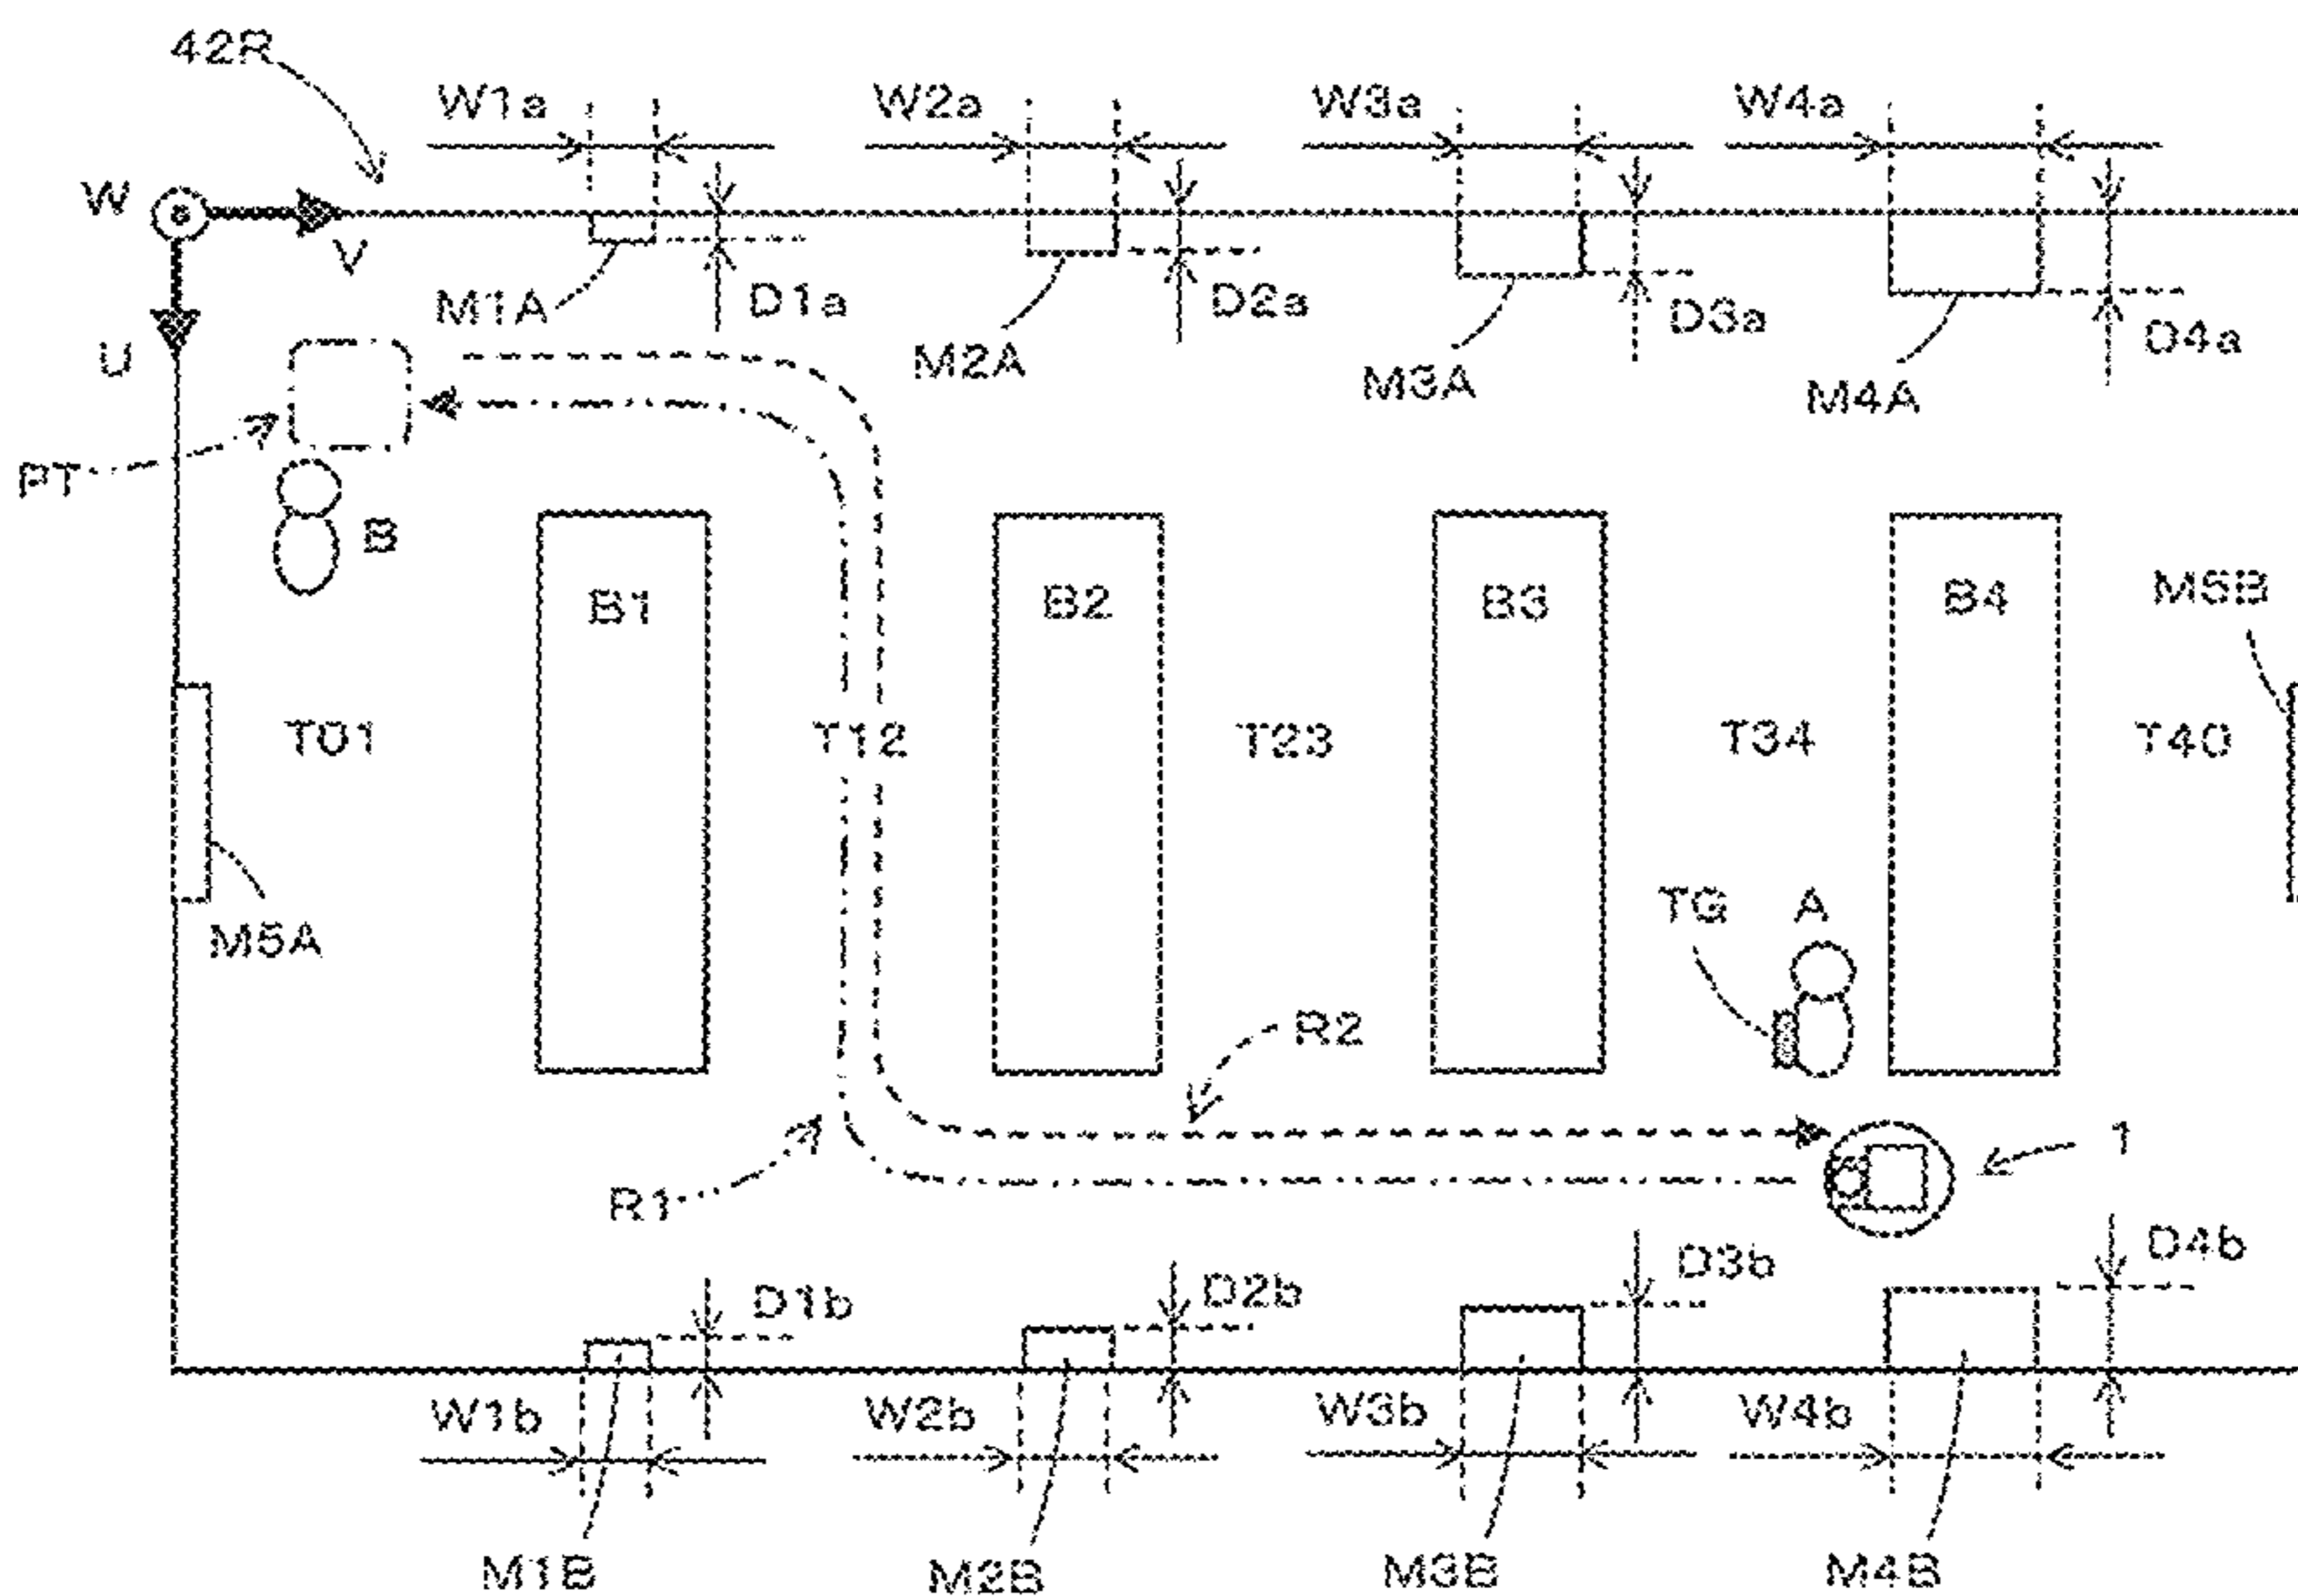 42R
W1a W2a W3a W4a
W
V
M1A D1a D2a D3a D4a
U M2A M3A M4A
PT
B
B1 B2 B3 B4 M5B
T01 T12 T23 T34 T40
TG A
M5A
R2
1
R1
D1b D2b D3b D4b
W1b W2b W3b W4b
M1B M2B M3B M4B